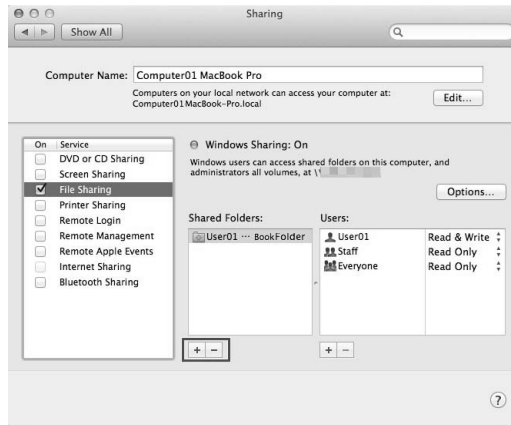 Sharing
Show All
Computer Name: Computer01 MacBook Pro
Computers on your local network can access your computer at:
Computer01MacBook-Pro.local
Edit...
On Service
DVD or CD Sharing
Screen Sharing
File Sharing
Printer Sharing
Remote Login
Remote Management
Remote Apple Events
Internet Sharing
Bluetooth Sharing
Windows Sharing: On
Windows users can access shared folders on this computer, and
administrators all volumes, at \\
Options...
Shared Folders:
User01 ··· BookFolder
Users:
User01 Read & Write
Staff Read Only
Everyone Read Only
+ −
+ −
?